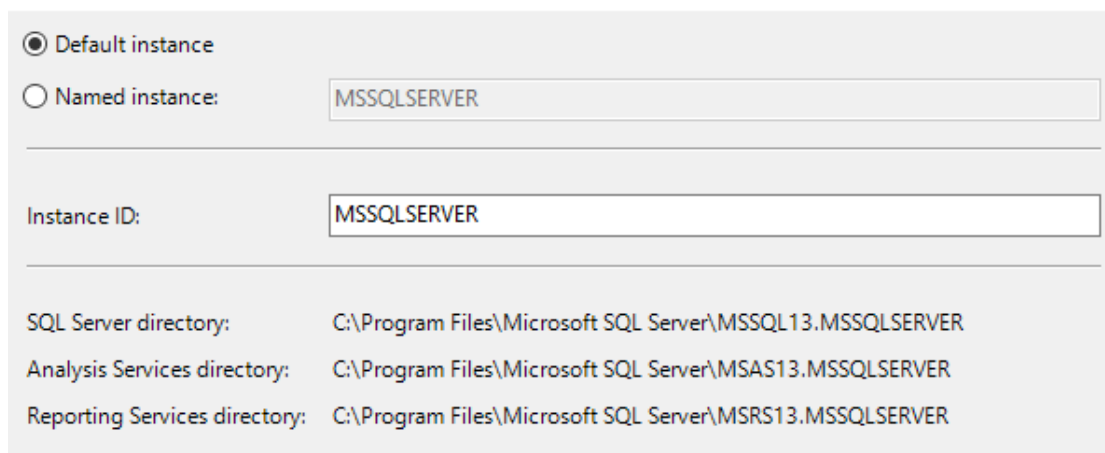 Default instance
Named instance: MSSQLSERVER
Instance ID: MSSQLSERVER
SQL Server directory: C:\Program Files\Microsoft SQL Server\MSSQL13.MSSQLSERVER
Analysis Services directory: C:\Program Files\Microsoft SQL Server\MSAS13.MSSQLSERVER
Reporting Services directory: C:\Program Files\Microsoft SQL Server\MSRS13.MSSQLSERVER